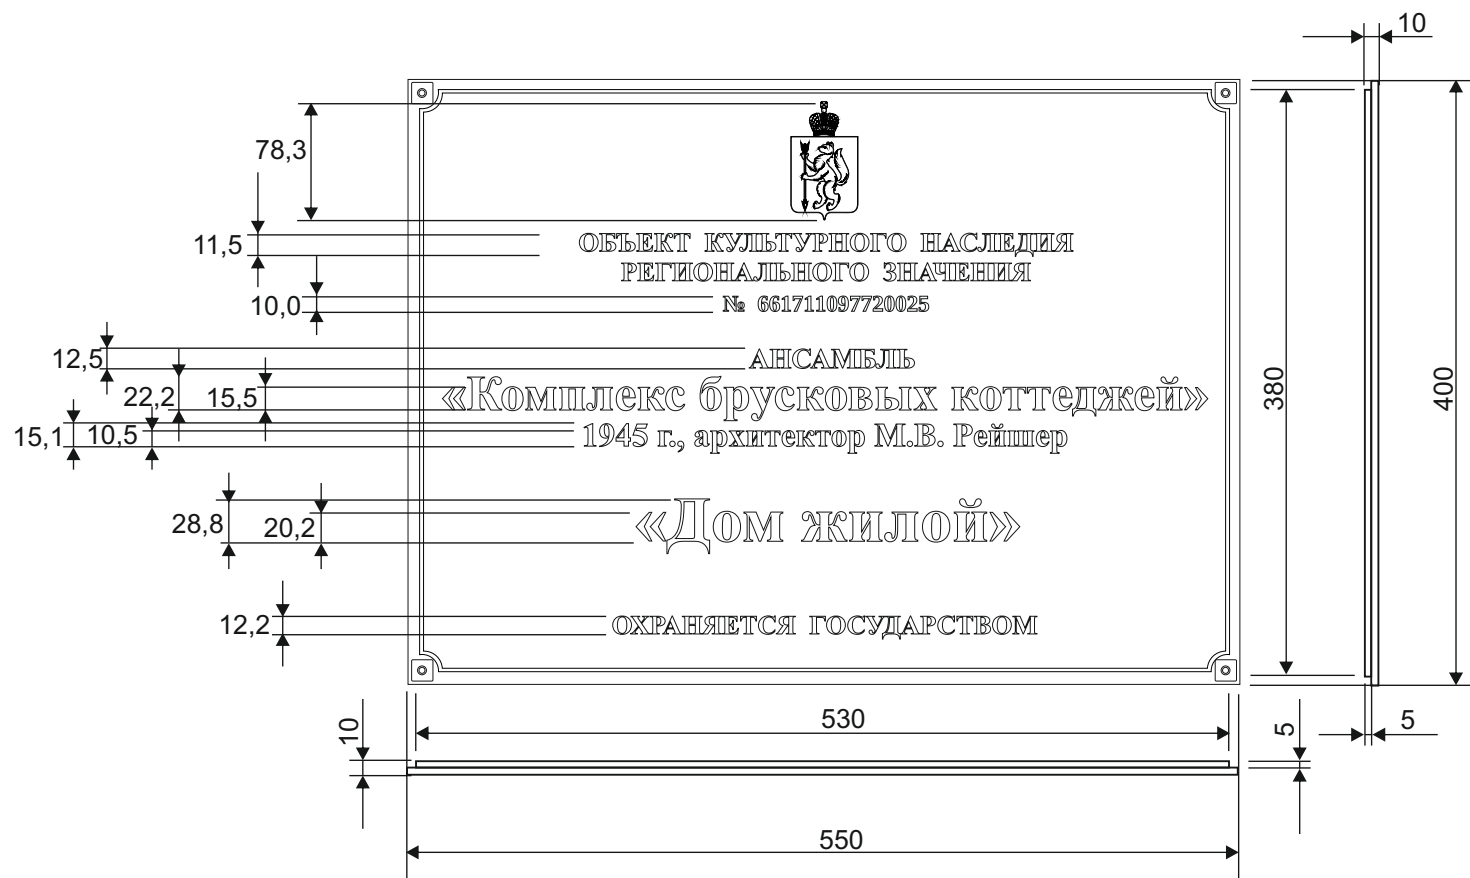 10
78,3
11,5
ОБЪЕКТ КУЛЬТУРНОГО НАСЛЕДИЯ
РЕГИОНАЛЬНОГО ЗНАЧЕНИЯ
10,0
№ 661711097720025
12,5
АНСАМБЛЬ
22,2
15,5
«Комплекс брусковых коттеджей»
380
400
15,1
10,5
1945 г., архитектор М.В. Рейшер
28,8
20,2
«Дом жилой»
12,2
ОХРАНЯЕТСЯ ГОСУДАРСТВОМ
10
530
5
5
550